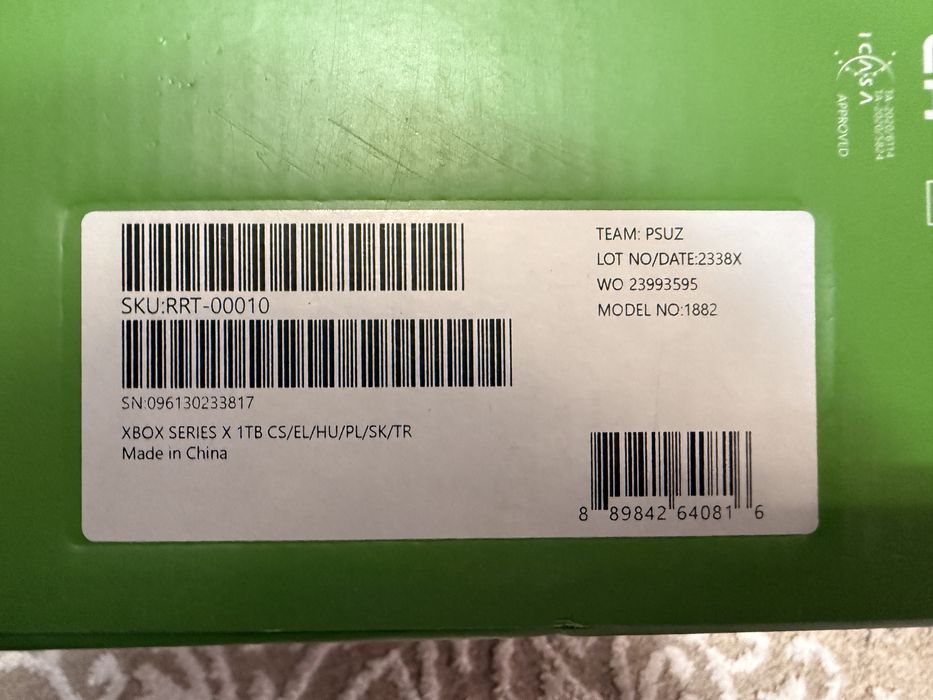 SKU:RRT-00010
SN:096130233817
XBOX SERIES X 1TB CS/EL/HU/PL/SK/TR
Made in China
TEAM: PSUZ
LOT NO/DATE:2338X
WO 23993595
MODEL NO:1882
8 89842 64081 6
ICASA
APPROVED